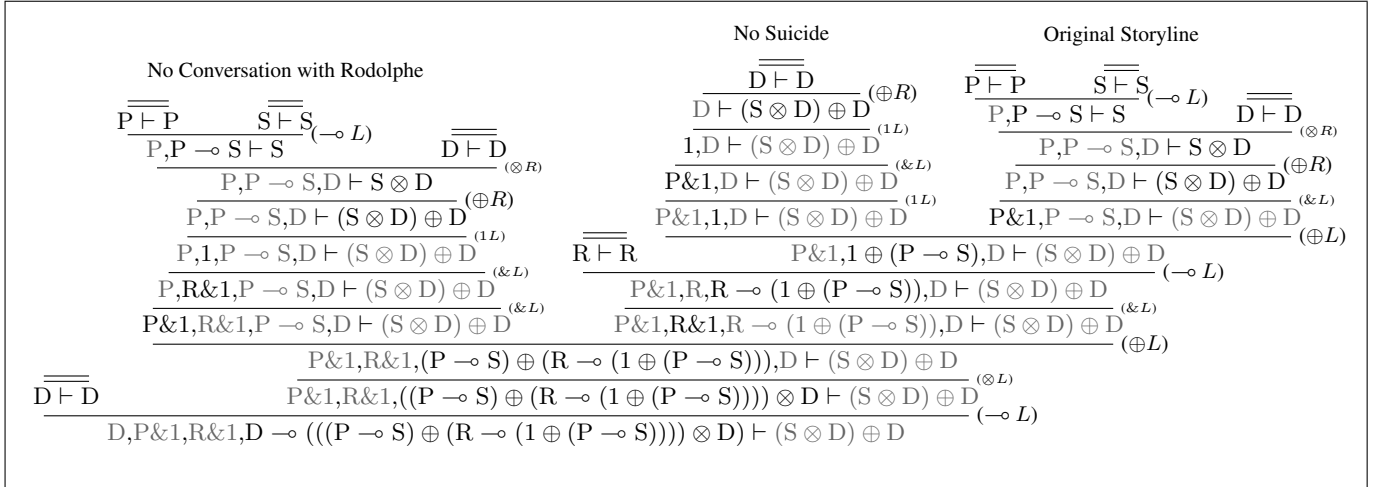 No Suicide
Original Storyline
No Conversation with Rodolphe
D ⊢ D
P ⊢ P S ⊢ S (⊸ L)
D ⊢ (S ⊗ D) ⊕ D (⊕R)
P ⊢ P S ⊢ S (⊸ L)
P,P ⊸ S ⊢ S D ⊢ D (⊗R)
1,D ⊢ (S ⊗ D) ⊕ D (1L)
P,P ⊸ S ⊢ S D ⊢ D (⊗R)
P,P ⊸ S,D ⊢ S ⊗ D (⊕R)
P&1,D ⊢ (S ⊗ D) ⊕ D (&L)
P,P ⊸ S,D ⊢ S ⊗ D (⊕R)
P,P ⊸ S,D ⊢ (S ⊗ D) ⊕ D (&L)
P&1,1,D ⊢ (S ⊗ D) ⊕ D (1L)
P&1,P ⊸ S,D ⊢ (S ⊗ D) ⊕ D (⊕L)
P,P ⊸ S,D ⊢ (S ⊗ D) ⊕ D (1L)
P,1,P ⊸ S,D ⊢ (S ⊗ D) ⊕ D (&L)
R ⊢ R P&1,1 ⊕ (P ⊸ S),D ⊢ (S ⊗ D) ⊕ D (⊸ L)
P,R&1,P ⊸ S,D ⊢ (S ⊗ D) ⊕ D (&L)
P&1,R,R ⊸ (1 ⊕ (P ⊸ S)),D ⊢ (S ⊗ D) ⊕ D (&L)
P&1,R&1,P ⊸ S,D ⊢ (S ⊗ D) ⊕ D
P&1,R&1,R ⊸ (1 ⊕ (P ⊸ S)),D ⊢ (S ⊗ D) ⊕ D (⊕L)
P&1,R&1,(P ⊸ S) ⊕ (R ⊸ (1 ⊕ (P ⊸ S))),D ⊢ (S ⊗ D) ⊕ D (⊗L)
D ⊢ D P&1,R&1,((P ⊸ S) ⊕ (R ⊸ (1 ⊕ (P ⊸ S)))) ⊗ D ⊢ (S ⊗ D) ⊕ D (⊸ L)
D,P&1,R&1,D ⊸ (((P ⊸ S) ⊕ (R ⊸ (1 ⊕ (P ⊸ S)))) ⊗ D) ⊢ (S ⊗ D) ⊕ D